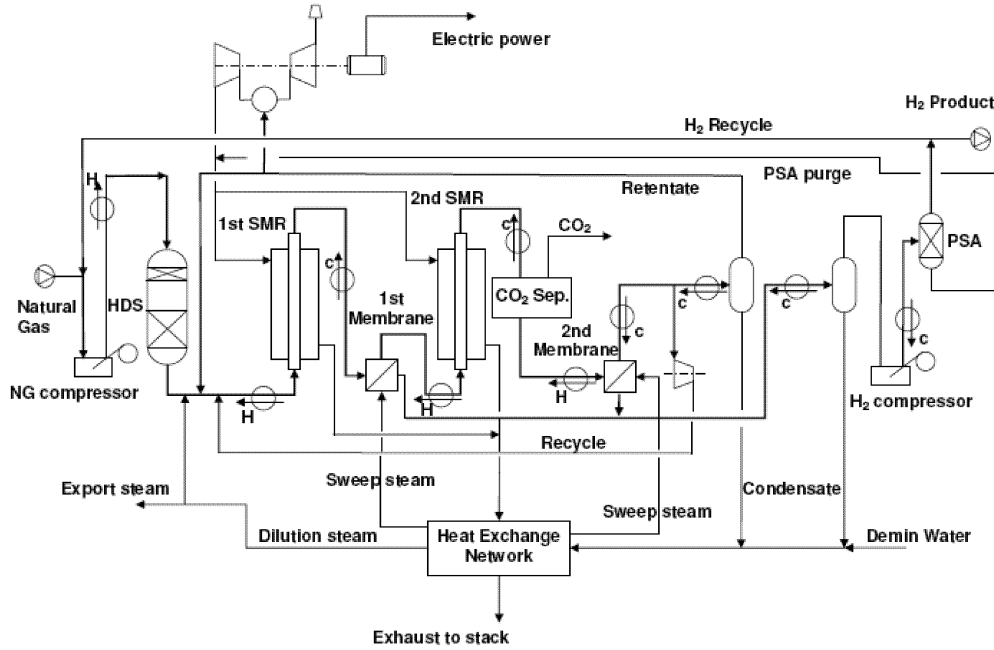 Electric power
H₂ Product
H₂ Recycle
PSA purge
H
Retentate
2nd SMR
1st SMR
CO₂
c
c
PSA
HDS
CO₂ Sep.
c
c
Natural
Gas
1st
Membrane
2nd
Membrane
c
c
H
NG compressor
H
H
H₂ compressor
Recycle
Sweep steam
Export steam
Condensate
Sweep steam
Dilution steam
Heat Exchange
Network
Demin Water
Exhaust to stack